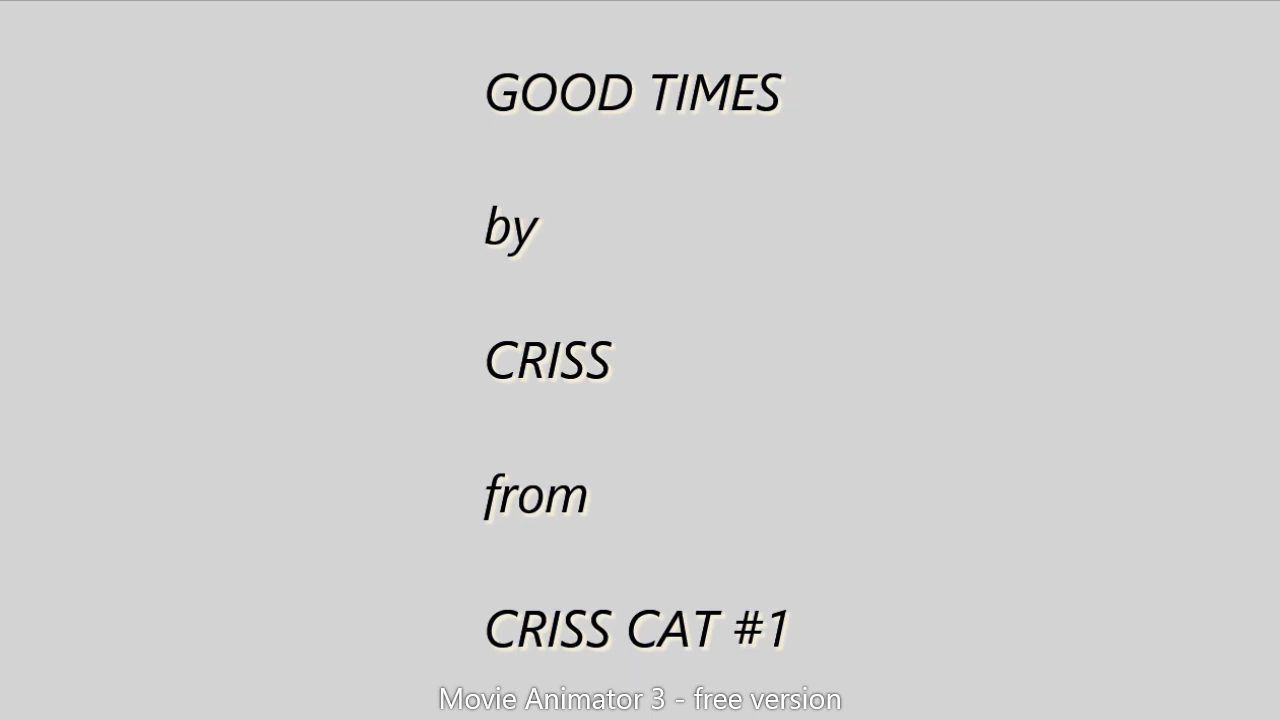 GOOD TIMES
by
CRISS
from
CRISS CAT #1
Movie Animator 3 - free version